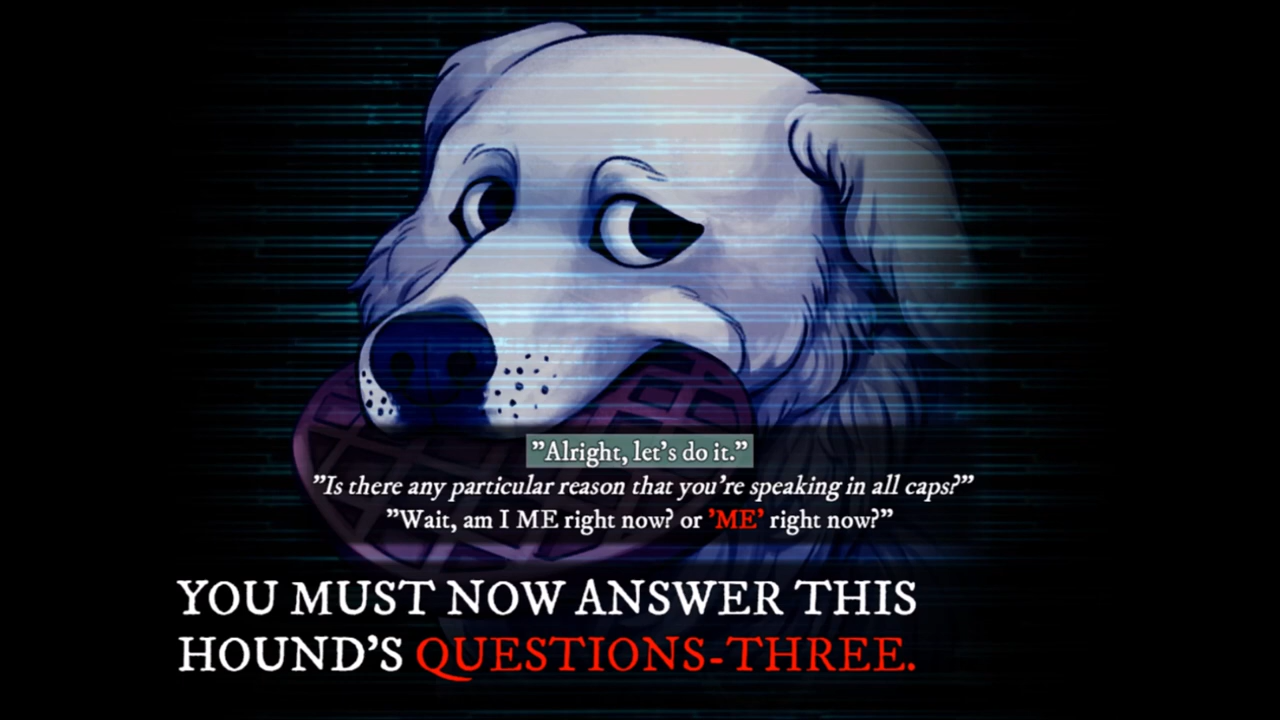 ”Alright, let’s do it.”
”Is there any particular reason that you’re speaking in all caps?”
”Wait, am I ME right now? or ’ME’ right now?”
YOU MUST NOW ANSWER THIS
HOUND’S QUESTIONS-THREE.